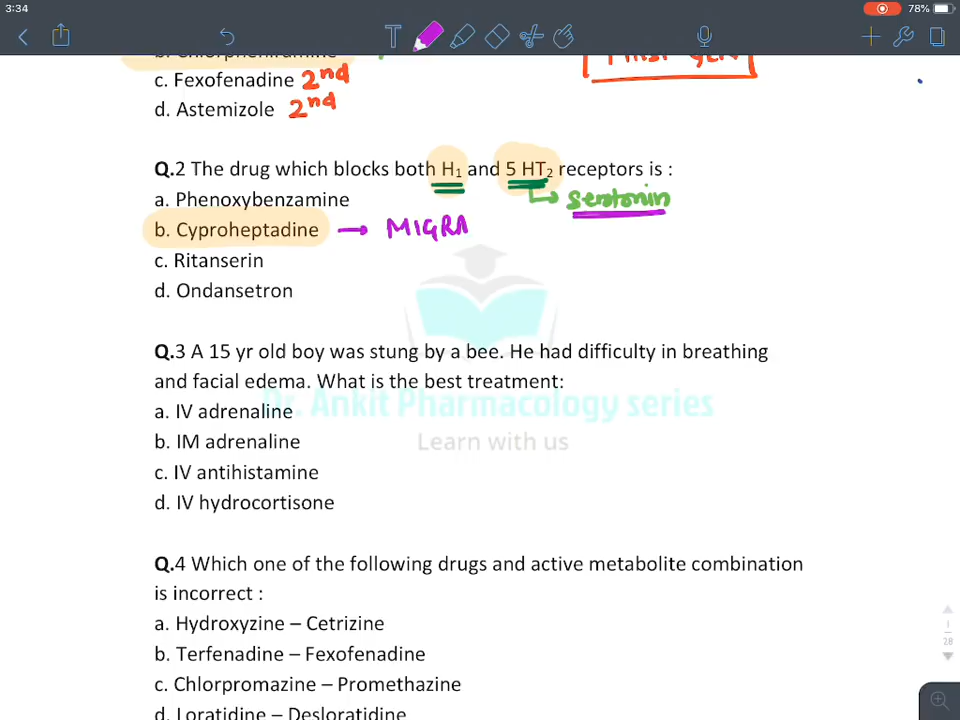 3:34
78%
b. Chlorpheniramine
c. Fexofenadine 2nd
d. Astemizole 2nd
Q.2 The drug which blocks both H1 and 5 HT2 receptors is :
a. Phenoxybenzamine
serotonin
b. Cyproheptadine → MIGRA
c. Ritanserin
d. Ondansetron
Q.3 A 15 yr old boy was stung by a bee. He had difficulty in breathing
and facial edema. What is the best treatment:
Dr. Ankit Pharmacology series
a. IV adrenaline
b. IM adrenaline
Learn with us
c. IV antihistamine
d. IV hydrocortisone
Q.4 Which one of the following drugs and active metabolite combination
is incorrect :
a. Hydroxyzine – Cetrizine
b. Terfenadine – Fexofenadine
c. Chlorpromazine – Promethazine
d. Loratidine – Desloratidine
1
28